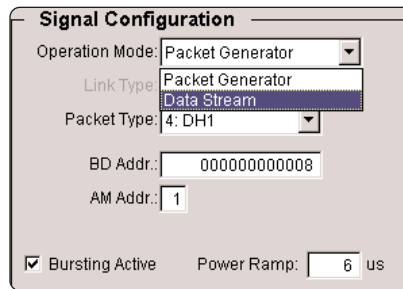 Signal Configuration
Operation Mode: Packet Generator
Packet Generator
Link Type:
Data Stream
Packet Type: 4: DH1
BD Addr.: 000000000008
AM Addr.: 1
Bursting Active Power Ramp: 6 us